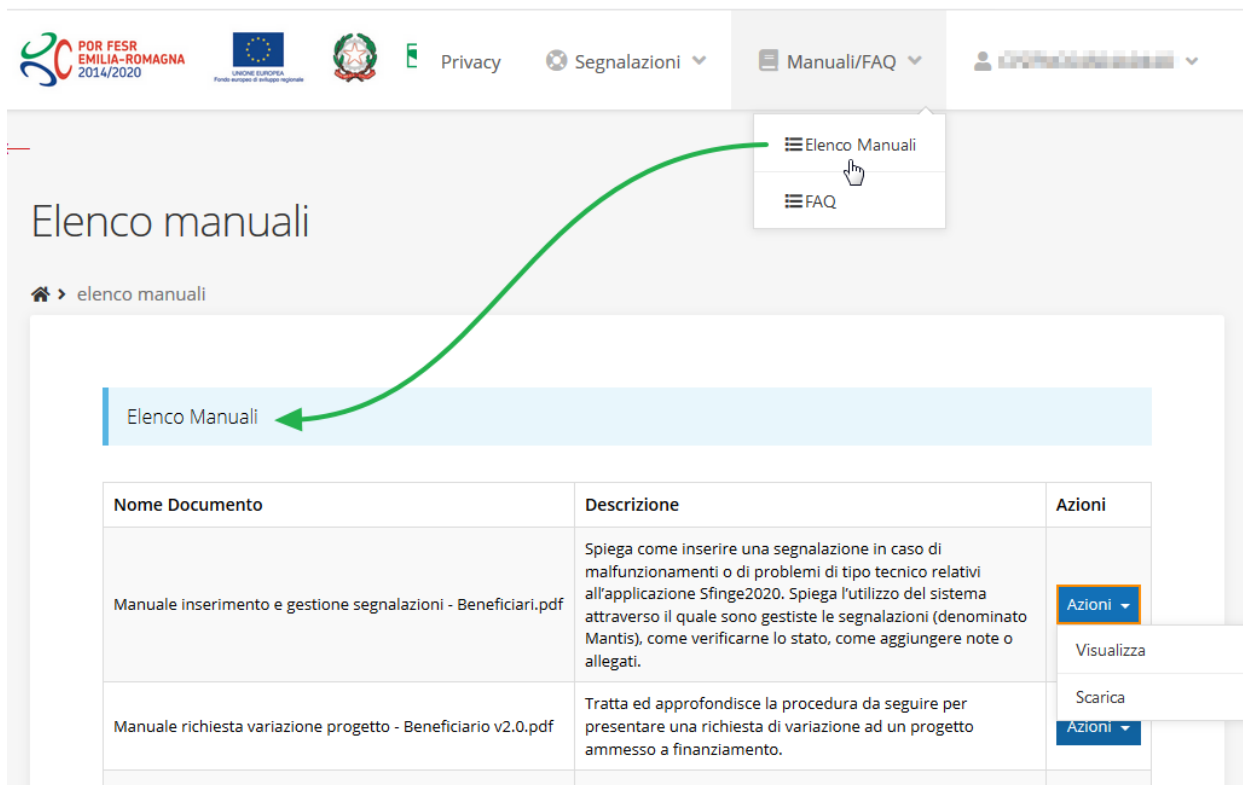 POR FESR
EMILIA-ROMAGNA
2014/2020
UNIONE EUROPEA
Fondo europeo di sviluppo regionale
Privacy
Segnalazioni
Manuali/FAQ
Elenco Manuali
FAQ
Elenco manuali
elenco manuali
Elenco Manuali
Nome Documento
Descrizione
Azioni
Manuale inserimento e gestione segnalazioni - Beneficiari.pdf
Spiega come inserire una segnalazione in caso di
malfunzionamenti o di problemi di tipo tecnico relativi
all’applicazione Sfinge2020. Spiega l’utilizzo del sistema
attraverso il quale sono gestiste le segnalazioni (denominato
Mantis), come verificarne lo stato, come aggiungere note o
allegati.
Azioni
Visualizza
Scarica
Manuale richiesta variazione progetto - Beneficiario v2.0.pdf
Tratta ed approfondisce la procedura da seguire per
presentare una richiesta di variazione ad un progetto
ammesso a finanziamento.
Azioni